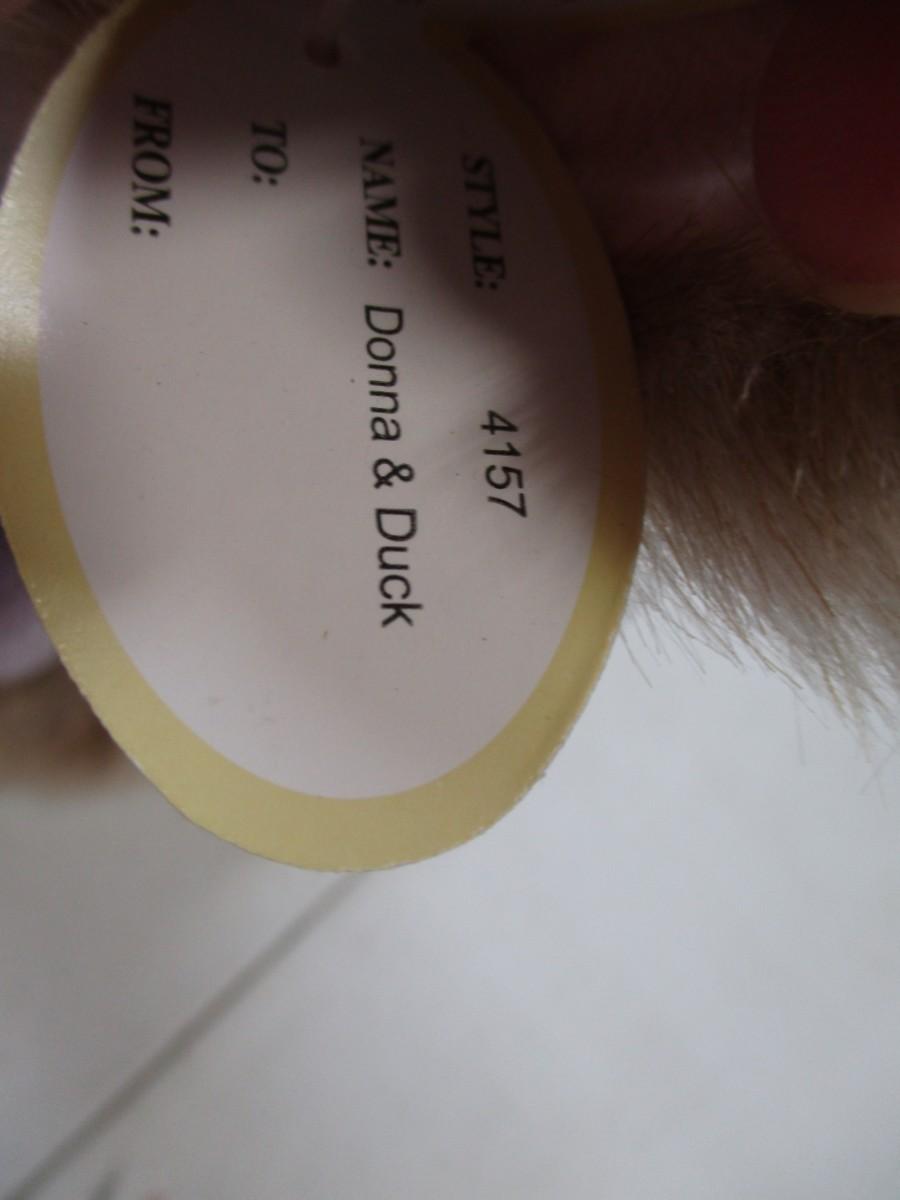 STYLE: 4157
NAME: Donna & Duck
TO:
FROM: